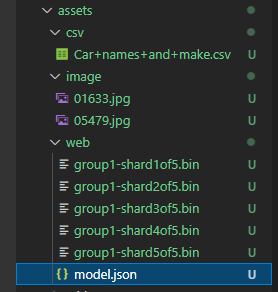 assets
csv
Car+names+and+make.csv U
image
01633.jpg U
05479.jpg U
web
group1-shard1of5.bin U
group1-shard2of5.bin U
group1-shard3of5.bin U
group1-shard4of5.bin U
group1-shard5of5.bin U
{} model.json U